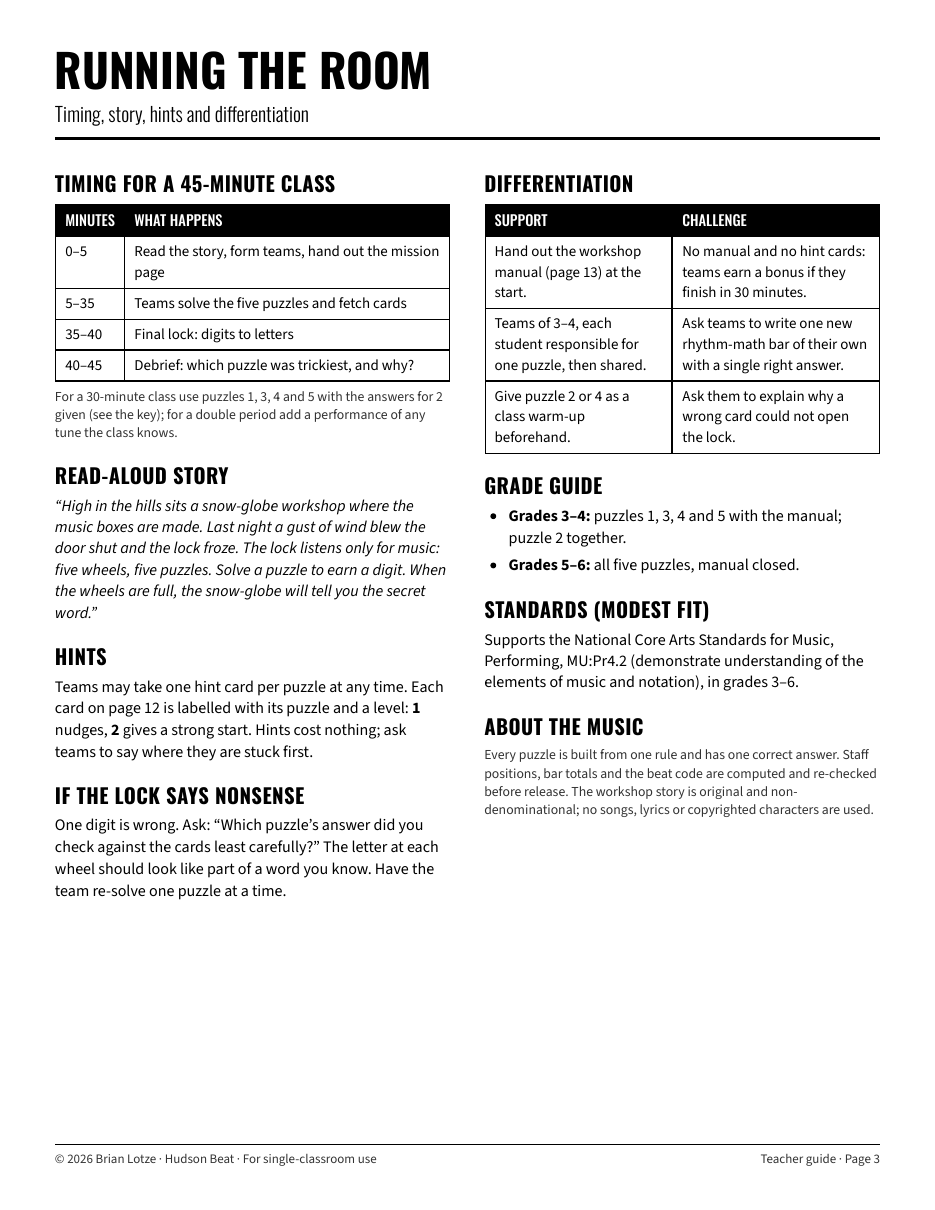 RUNNING THE ROOM
Timing, story, hints and differentiation
TIMING FOR A 45-MINUTE CLASS
MINUTES WHAT HAPPENS
0–5 Read the story, form teams, hand out the mission
page
5–35 Teams solve the five puzzles and fetch cards
35–40 Final lock: digits to letters
40–45 Debrief: which puzzle was trickiest, and why?
For a 30-minute class use puzzles 1, 3, 4 and 5 with the answers for 2
given (see the key); for a double period add a performance of any
tune the class knows.
READ-ALOUD STORY
“High in the hills sits a snow-globe workshop where the
music boxes are made. Last night a gust of wind blew the
door shut and the lock froze. The lock listens only for music:
five wheels, five puzzles. Solve a puzzle to earn a digit. When
the wheels are full, the snow-globe will tell you the secret
word.”
HINTS
Teams may take one hint card per puzzle at any time. Each
card on page 12 is labelled with its puzzle and a level: 1
nudges, 2 gives a strong start. Hints cost nothing; ask
teams to say where they are stuck first.
IF THE LOCK SAYS NONSENSE
One digit is wrong. Ask: “Which puzzle’s answer did you
check against the cards least carefully?” The letter at each
wheel should look like part of a word you know. Have the
team re-solve one puzzle at a time.
DIFFERENTIATION
SUPPORT CHALLENGE
Hand out the workshop No manual and no hint cards:
manual (page 13) at the teams earn a bonus if they
start. finish in 30 minutes.
Teams of 3–4, each Ask teams to write one new
student responsible for rhythm-math bar of their own
one puzzle, then shared. with a single right answer.
Give puzzle 2 or 4 as a Ask them to explain why a
class warm-up wrong card could not open
beforehand. the lock.
GRADE GUIDE
• Grades 3–4: puzzles 1, 3, 4 and 5 with the manual;
puzzle 2 together.
• Grades 5–6: all five puzzles, manual closed.
STANDARDS (MODEST FIT)
Supports the National Core Arts Standards for Music,
Performing, MU:Pr4.2 (demonstrate understanding of the
elements of music and notation), in grades 3–6.
ABOUT THE MUSIC
Every puzzle is built from one rule and has one correct answer. Staff
positions, bar totals and the beat code are computed and re-checked
before release. The workshop story is original and non-
denominational; no songs, lyrics or copyrighted characters are used.
© 2026 Brian Lotze · Hudson Beat · For single-classroom use
Teacher guide · Page 3